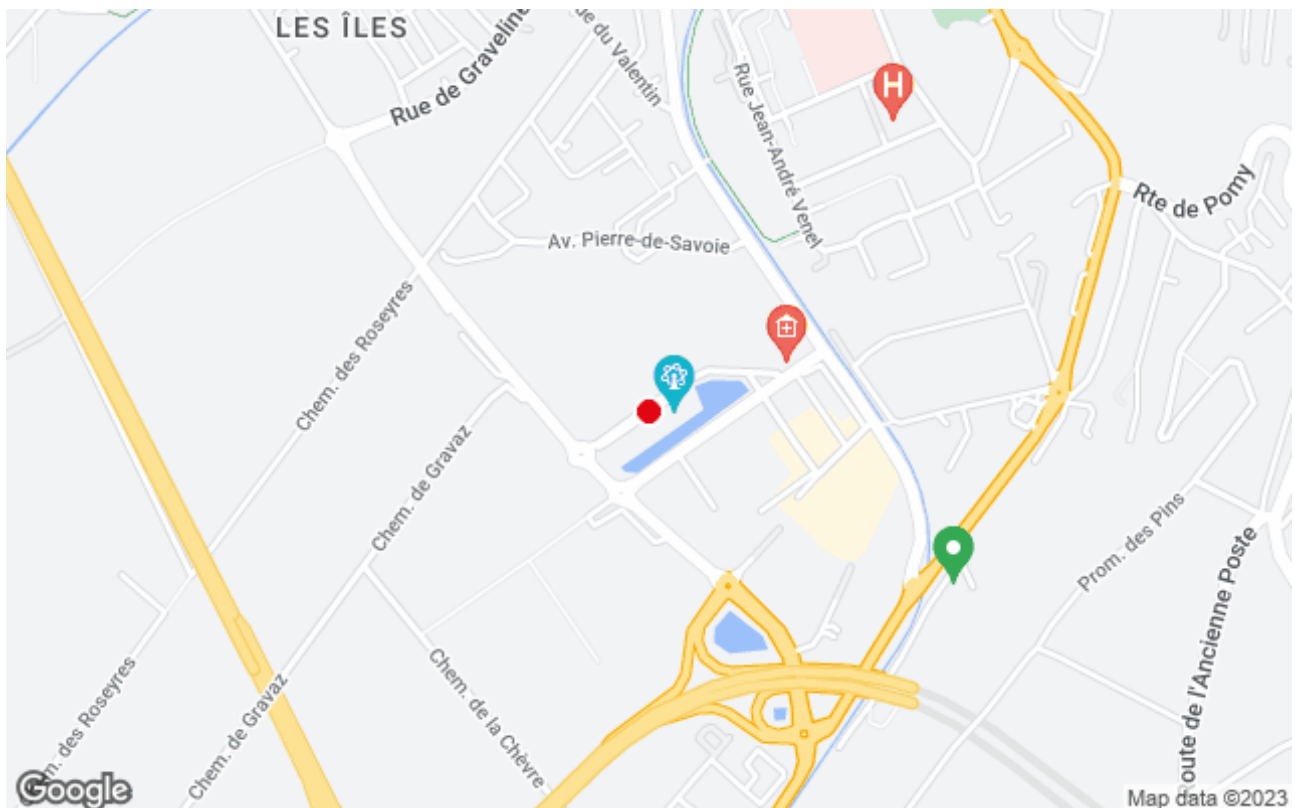 LES ÎLES
Rue de Graveline
ue du Valentin
Rue Jean-André Venel
H
Rte de Pomy
Av. Pierre-de-Savoie
Chem. des Roseyres
Chem. de Gravaz
Prom. des Pins
Route de l'Ancienne Poste
Chem. de la Chèvre
m. des Roseyres
Chem. de Gravaz
Google
Map data ©2023